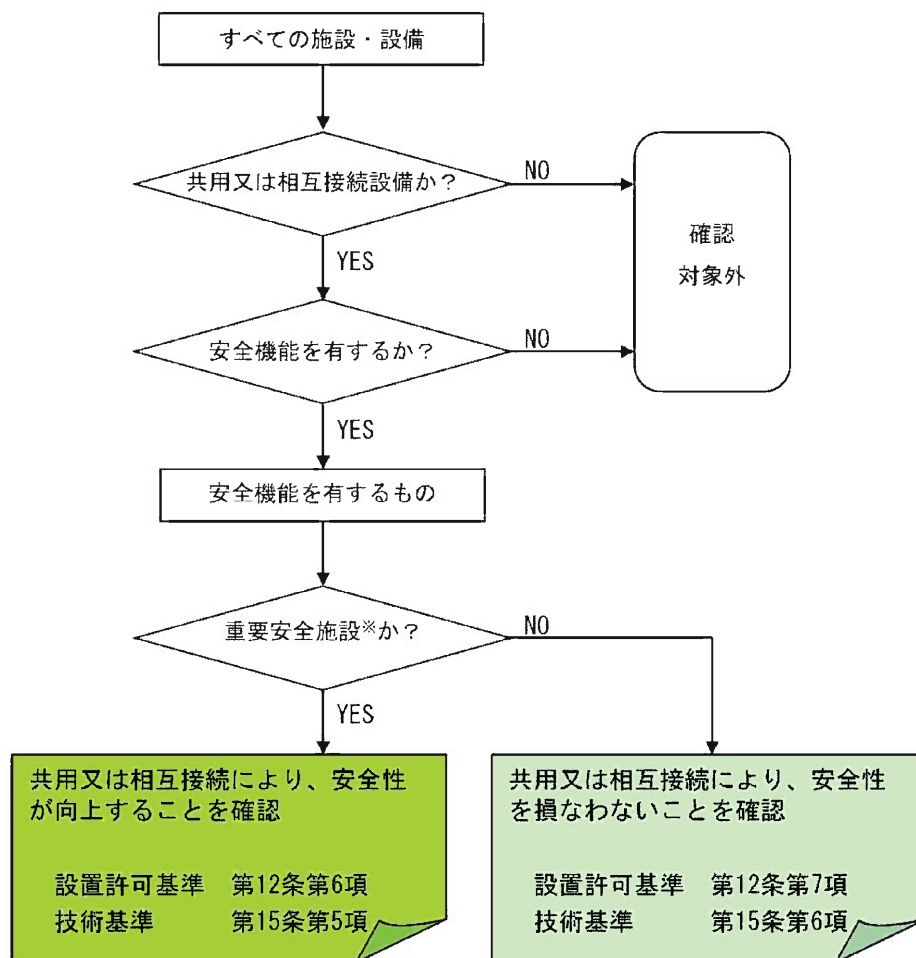 すべての施設・設備
共用又は相互接続設備か？
NO
YES
確認
対象外
安全機能を有するか？
NO
YES
安全機能を有するもの
重要安全施設※か？
NO
YES
共用又は相互接続により、安全性
が向上することを確認
設置許可基準 第12条第6項
技術基準 第15条第5項
共用又は相互接続により、安全性
を損なわないことを確認
設置許可基準 第12条第7項
技術基準 第15条第6項